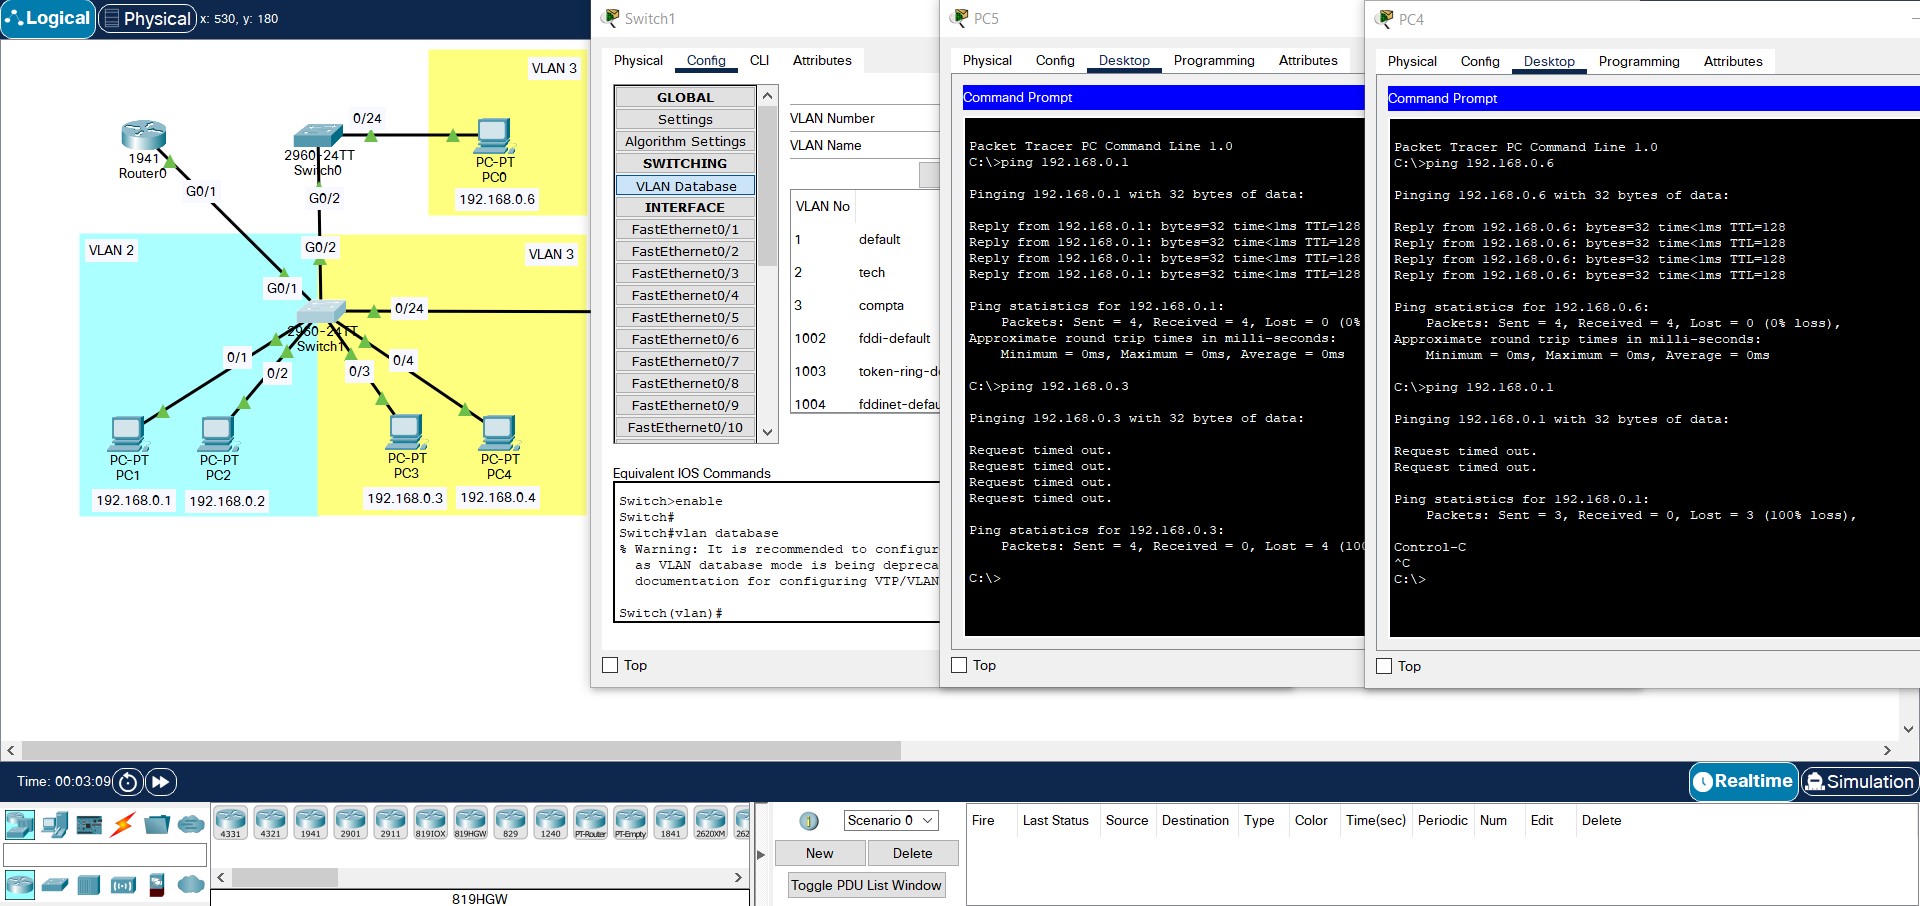 Logical
Physical
x: 530, y: 180
VLAN 3
0/24
1941
Router0
2960-24TT
Switch0
PC-PT
PC0
192.168.0.6
G0/1
G0/2
VLAN 2
G0/2
VLAN 3
G0/1
0/24
2960-24TT
Switch1
0/1
0/2
0/3
0/4
PC-PT
PC1
PC-PT
PC2
PC-PT
PC3
PC-PT
PC4
192.168.0.1
192.168.0.2
192.168.0.3
192.168.0.4
Switch1
Physical
Config
CLI
Attributes
GLOBAL
Settings
Algorithm Settings
SWITCHING
VLAN Database
INTERFACE
FastEthernet0/1
FastEthernet0/2
FastEthernet0/3
FastEthernet0/4
FastEthernet0/5
FastEthernet0/6
FastEthernet0/7
FastEthernet0/8
FastEthernet0/9
FastEthernet0/10
VLAN Number
VLAN Name
VLAN No
1 default
2 tech
3 compta
1002 fddi-default
1003 token-ring-d
1004 fddinet-defau
Equivalent IOS Commands
Switch>enable
Switch#
Switch#vlan database
% Warning: It is recommended to configur
as VLAN database mode is being depreca
documentation for configuring VTP/VLAN
Switch(vlan)#
Top
PC5
Physical
Config
Desktop
Programming
Attributes
Command Prompt
Packet Tracer PC Command Line 1.0
C:\>ping 192.168.0.1
Pinging 192.168.0.1 with 32 bytes of data:
Reply from 192.168.0.1: bytes=32 time<1ms TTL=128
Reply from 192.168.0.1: bytes=32 time<1ms TTL=128
Reply from 192.168.0.1: bytes=32 time<1ms TTL=128
Reply from 192.168.0.1: bytes=32 time<1ms TTL=128
Ping statistics for 192.168.0.1:
Packets: Sent = 4, Received = 4, Lost = 0 (0%
Approximate round trip times in milli-seconds:
Minimum = 0ms, Maximum = 0ms, Average = 0ms
C:\>ping 192.168.0.3
Pinging 192.168.0.3 with 32 bytes of data:
Request timed out.
Request timed out.
Request timed out.
Request timed out.
Ping statistics for 192.168.0.3:
Packets: Sent = 4, Received = 0, Lost = 4 (100
C:\>
Top
PC4
Physical
Config
Desktop
Programming
Attributes
Command Prompt
Packet Tracer PC Command Line 1.0
C:\>ping 192.168.0.6
Pinging 192.168.0.6 with 32 bytes of data:
Reply from 192.168.0.6: bytes=32 time<1ms TTL=128
Reply from 192.168.0.6: bytes=32 time<1ms TTL=128
Reply from 192.168.0.6: bytes=32 time<1ms TTL=128
Reply from 192.168.0.6: bytes=32 time<1ms TTL=128
Ping statistics for 192.168.0.6:
Packets: Sent = 4, Received = 4, Lost = 0 (0% loss),
Approximate round trip times in milli-seconds:
Minimum = 0ms, Maximum = 0ms, Average = 0ms
C:\>ping 192.168.0.1
Pinging 192.168.0.1 with 32 bytes of data:
Request timed out.
Request timed out.
Ping statistics for 192.168.0.1:
Packets: Sent = 3, Received = 0, Lost = 3 (100% loss),
Control-C
^C
C:\>
Top
Time: 00:03:09
Realtime
Simulation
4331 4321 1941 2901 2911 819IOX 819HGW 829 1240 PT-Router PT-Empty 1841 2620XM 262
819HGW
Scenario 0
New
Delete
Toggle PDU List Window
Fire Last Status Source Destination Type Color Time(sec) Periodic Num Edit Delete